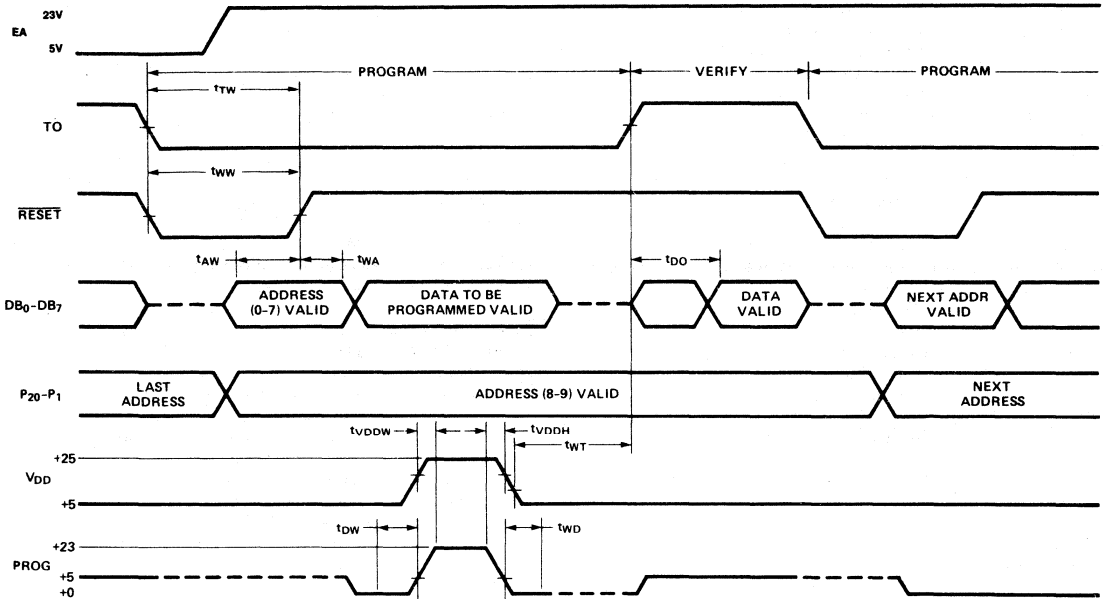 EA 23V
5V
PROGRAM VERIFY PROGRAM
tTW
TO
tWW
RESET
tAW tWA tDO
DB0-DB7 ADDRESS (0-7) VALID DATA TO BE PROGRAMMED VALID DATA VALID NEXT ADDR VALID
P20-P1 LAST ADDRESS ADDRESS (8-9) VALID NEXT ADDRESS
tVDDW tVDDH
tWT
+25
VDD
+5
tDW tWD
+23
PROG
+5
+0